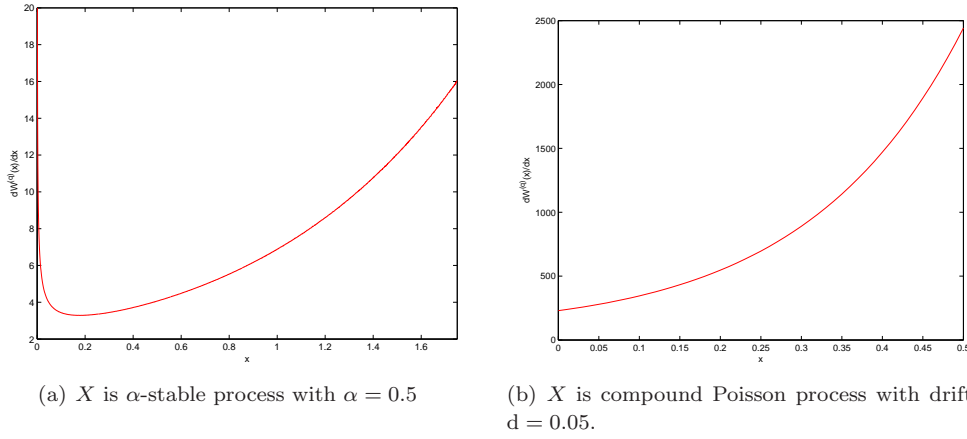 20
18
16
14
12
10
8
6
4
2
dW^(q)(x)/dx
0 0.2 0.4 0.6 0.8 1 1.2 1.4 1.6
x
(a) X is α-stable process with α = 0.5
2500
2000
1500
1000
500
0
dW^(q)(x)/dx
0 0.05 0.1 0.15 0.2 0.25 0.3 0.35 0.4 0.45 0.5
x
(b) X is compound Poisson process with drift
d = 0.05.